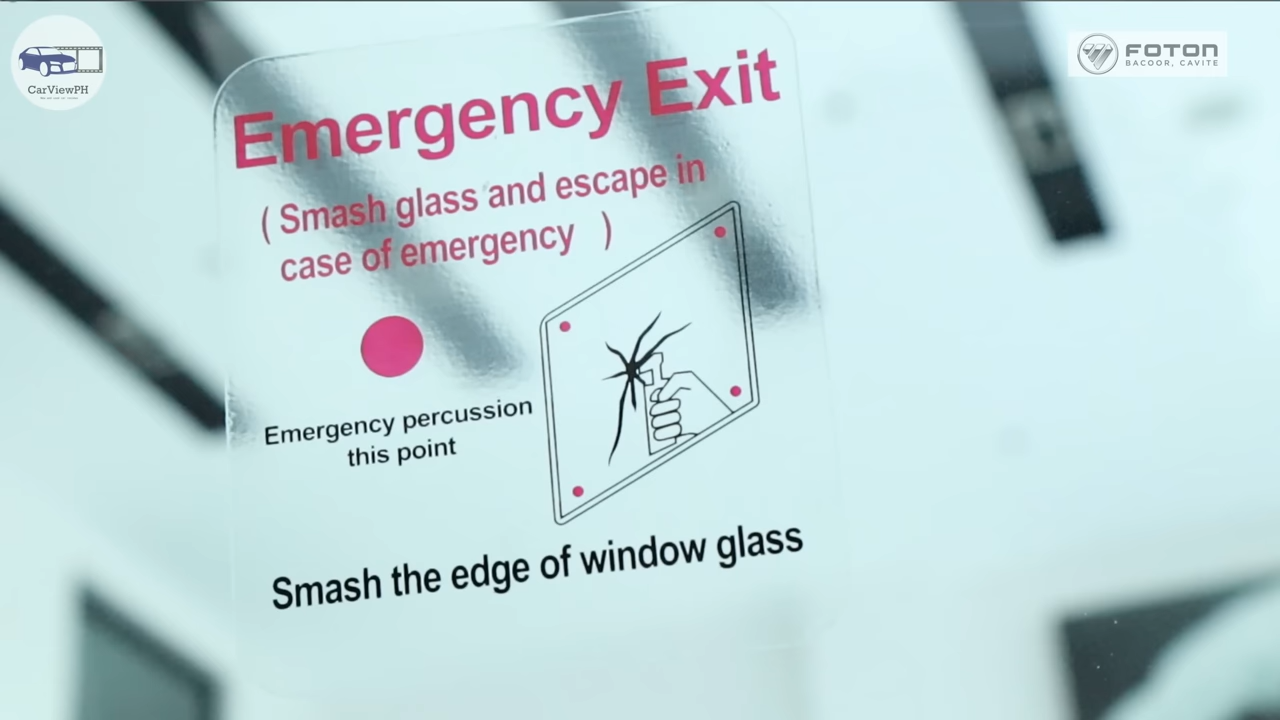 Emergency Exit
( Smash glass and escape in
case of emergency )
Emergency percussion
this point
Smash the edge of window glass
CarViewPH
FOTON
BACOOR, CAVITE